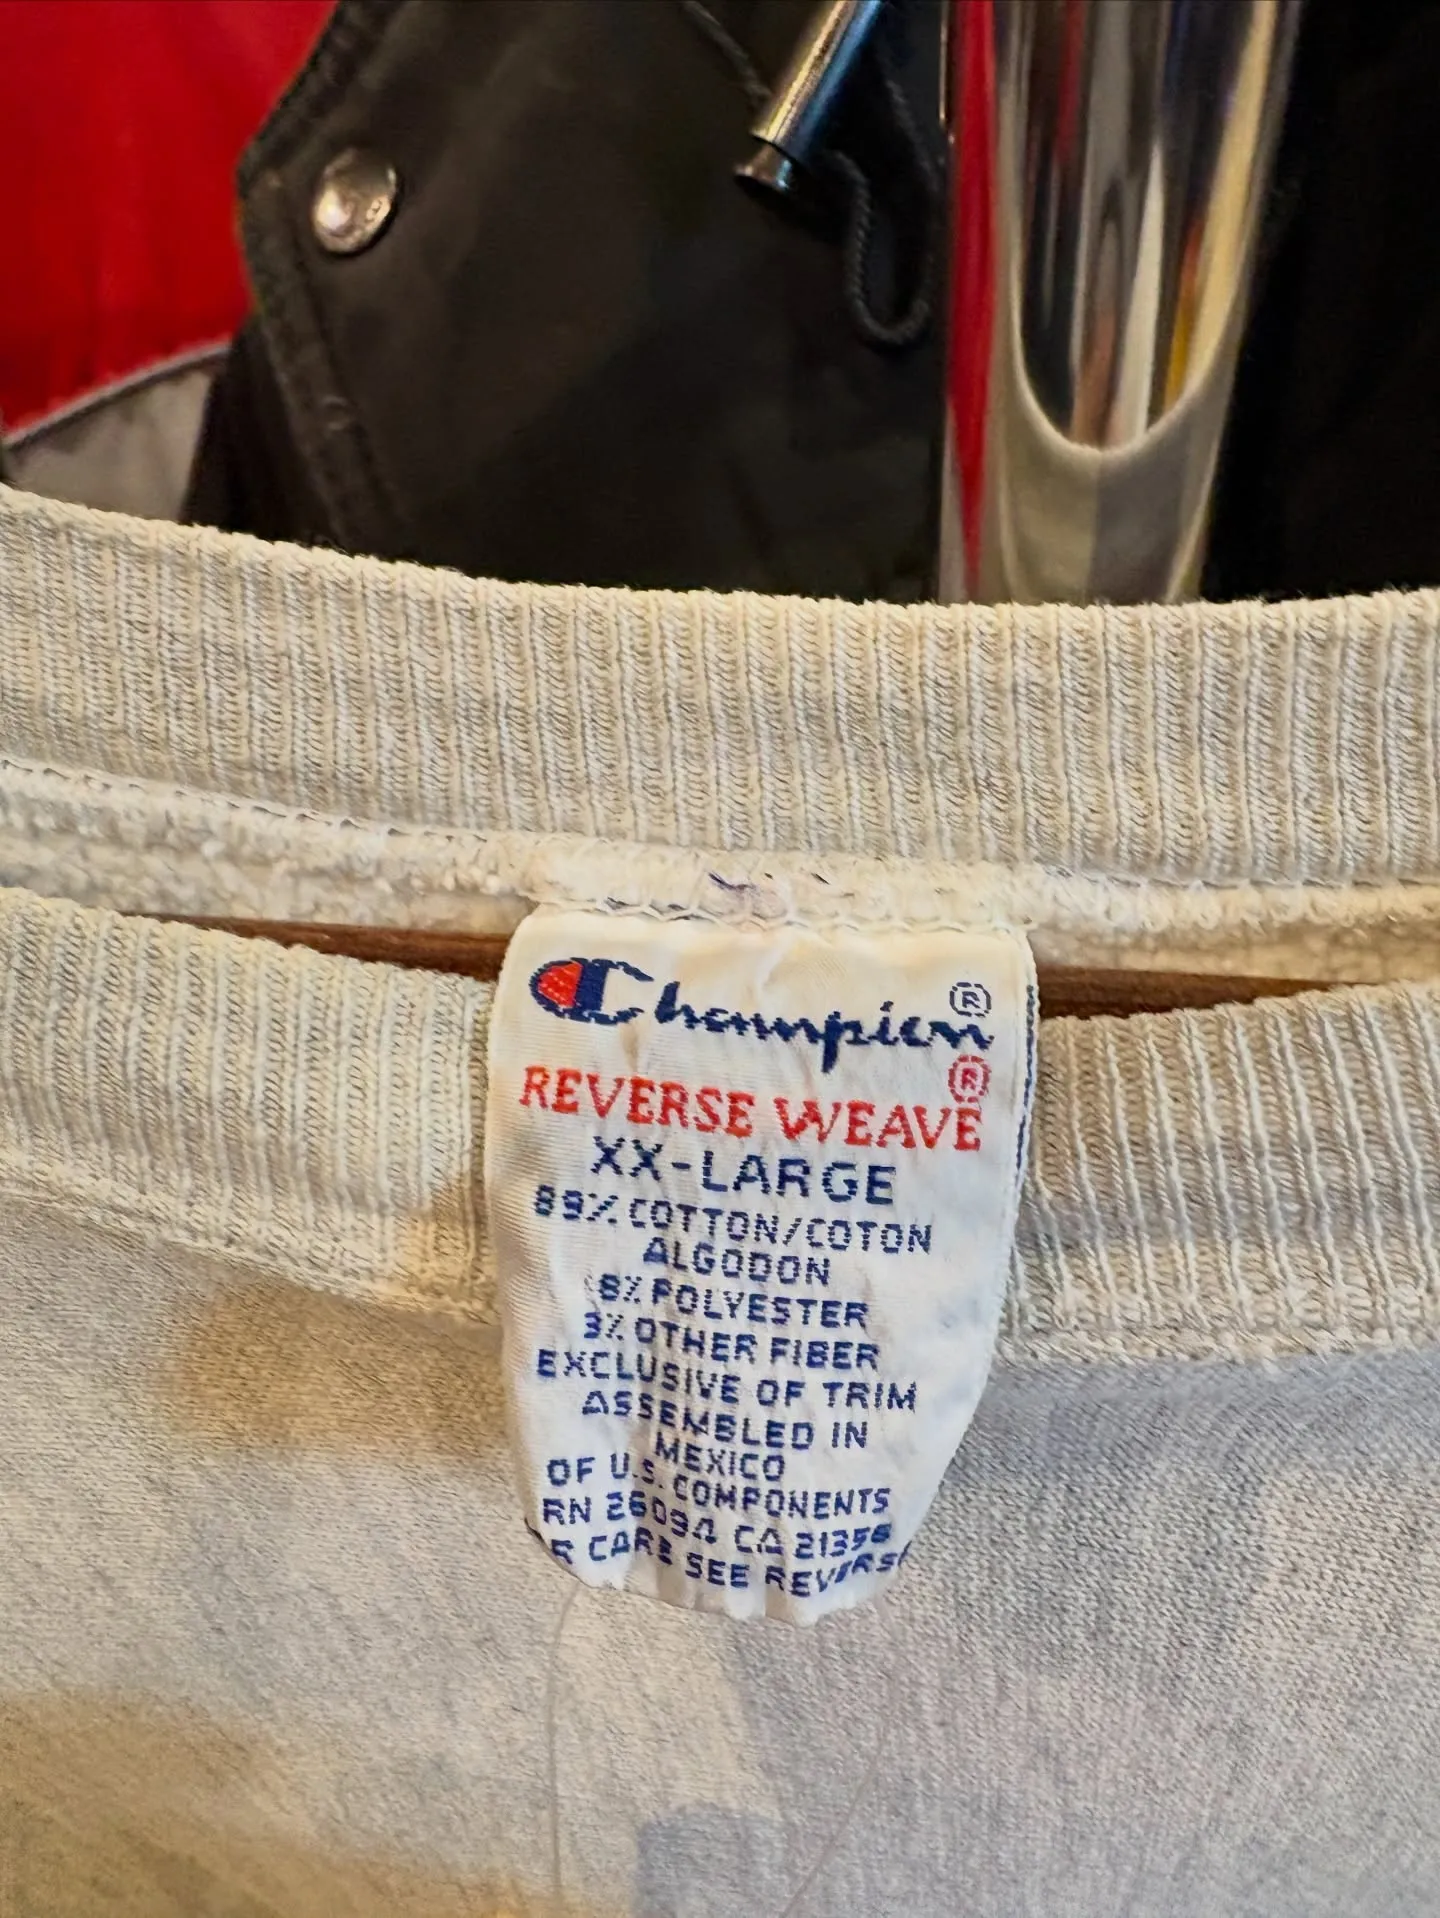 Champion®
REVERSE WEAVE®
XX-LARGE
89% COTTON/COTON
ALGODON
8% POLYESTER
3% OTHER FIBER
EXCLUSIVE OF TRIM
ASSEMBLED IN
MEXICO
OF U.S. COMPONENTS
RN 26094 CA 21356
R CARE SEE REVERSE